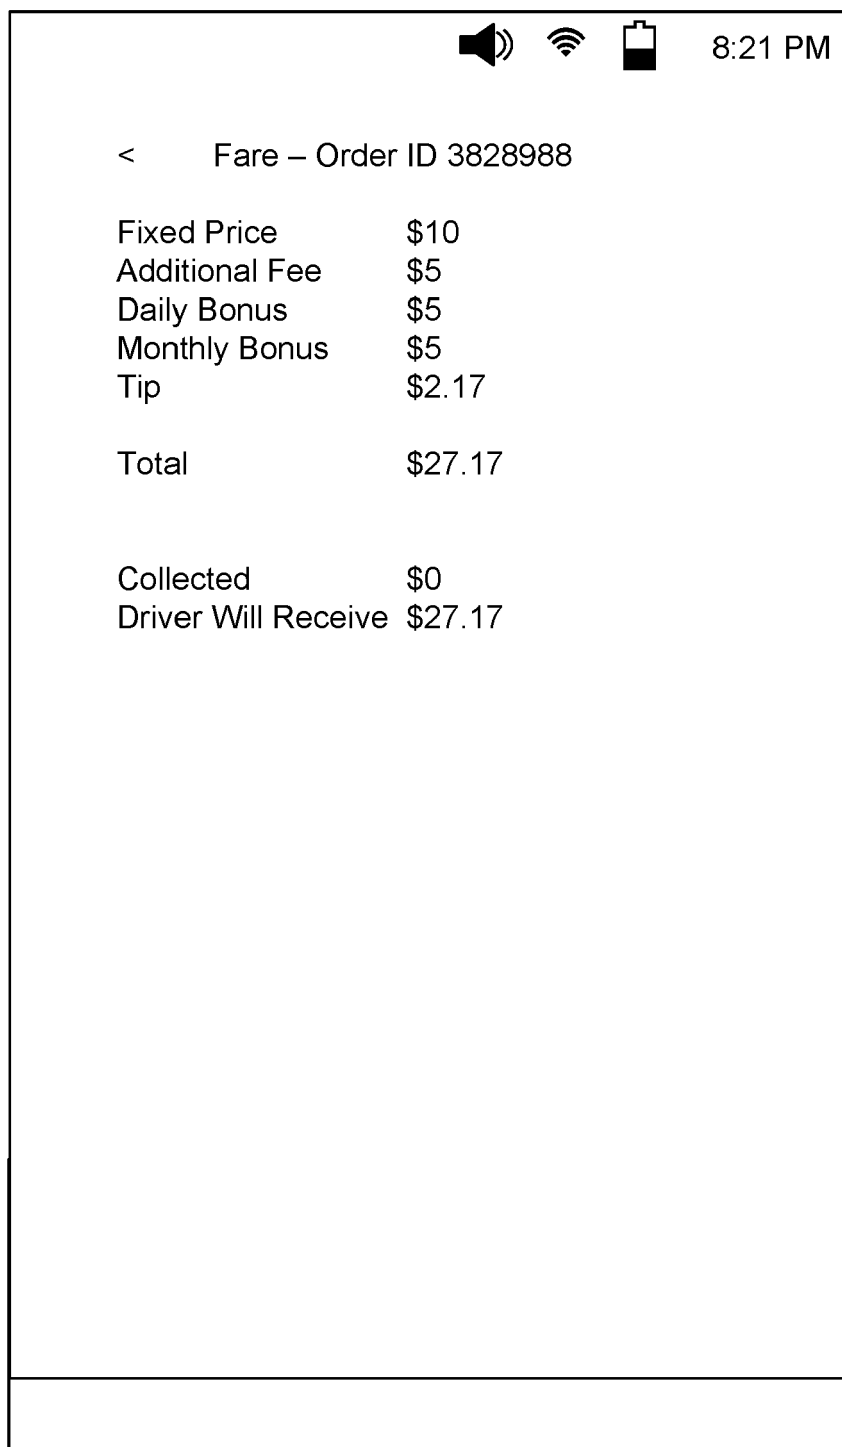 8:21 PM
< Fare – Order ID 3828988
Fixed Price $10
Additional Fee $5
Daily Bonus $5
Monthly Bonus $5
Tip $2.17
Total $27.17
Collected $0
Driver Will Receive $27.17